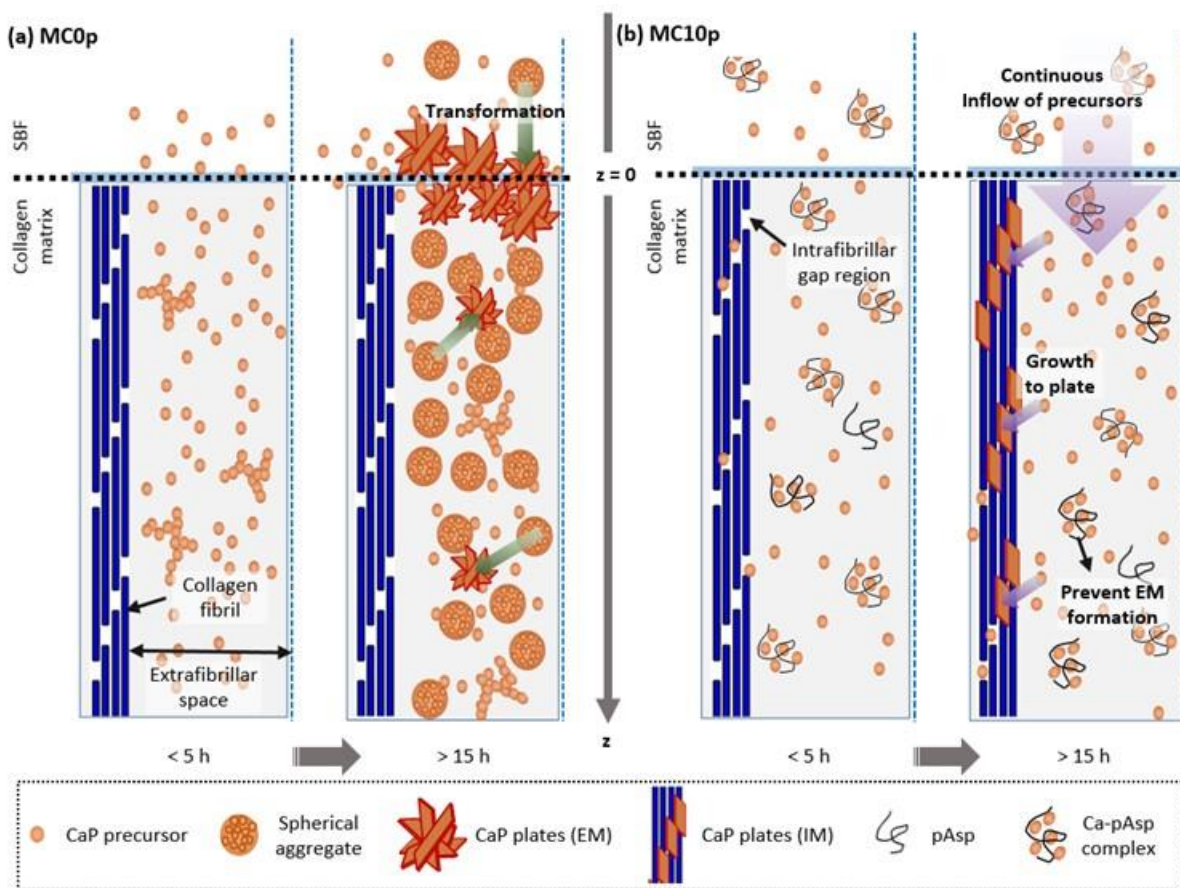 (a) MC0p
SBF
Collagen
matrix
Transformation
Collagen
fibril
Extrafibrillar
space
< 5 h
> 15 h
z = 0
z
(b) MC10p
SBF
Collagen
matrix
Intrafibrillar
gap region
Continuous
Inflow of precursors
Growth
to plate
Prevent EM
formation
< 5 h
> 15 h
CaP precursor
Spherical
aggregate
CaP plates (EM)
CaP plates (IM)
pAsp
Ca-pAsp
complex